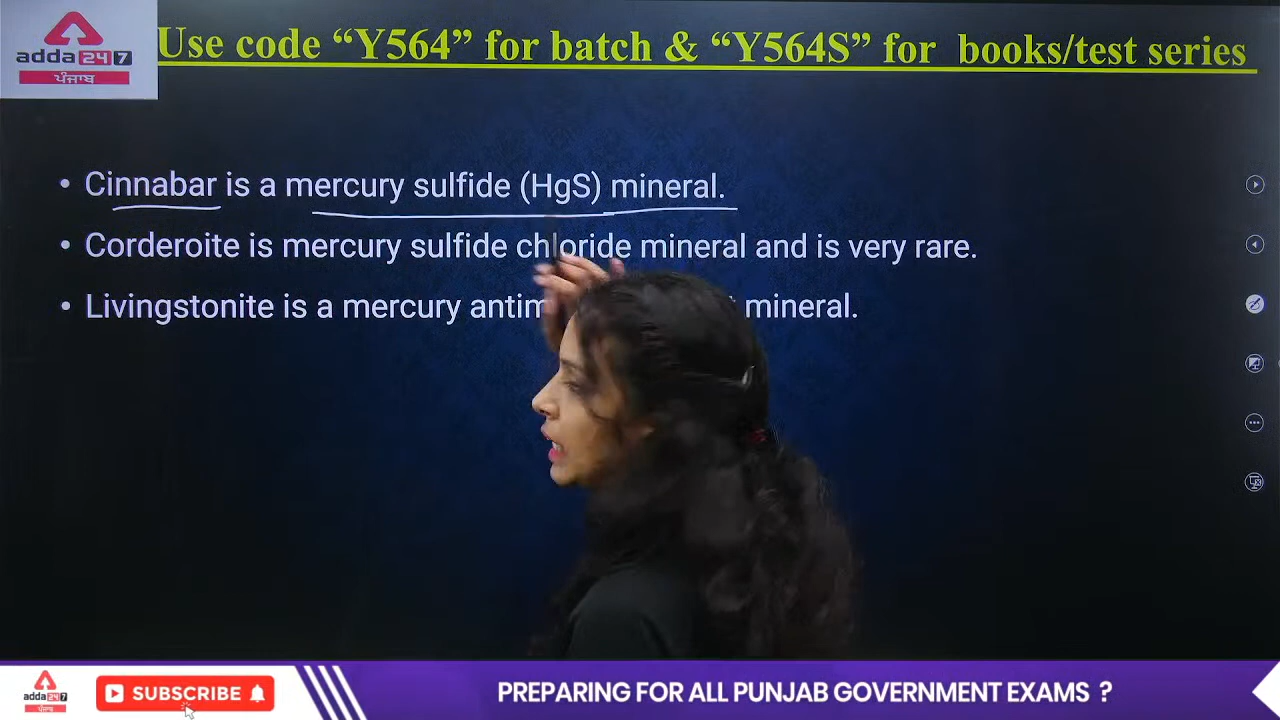 Use code “Y564” for batch & “Y564S” for books/test series
adda 247
ਪੰਜਾਬ
• Cinnabar is a mercury sulfide (HgS) mineral.
• Corderoite is mercury sulfide chloride mineral and is very rare.
• Livingstonite is a mercury mineral.
adda 247
ਪੰਜਾਬ
SUBSCRIBE
PREPARING FOR ALL PUNJAB GOVERNMENT EXAMS ?